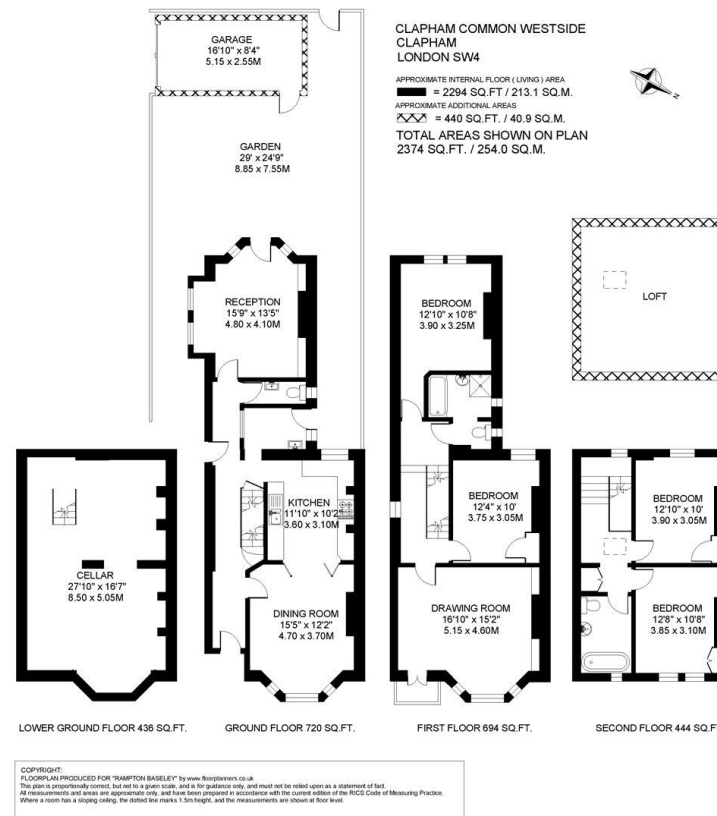 CLAPHAM COMMON WESTSIDE
CLAPHAM
LONDON SW4
APPROXIMATE INTERNAL FLOOR ( LIVING ) AREA
= 2294 SQ.FT / 213.1 SQ.M.
APPROXIMATE ADDITIONAL AREAS
= 440 SQ.FT. / 40.9 SQ.M.
TOTAL AREAS SHOWN ON PLAN
2374 SQ.FT. / 254.0 SQ.M.
N
GARAGE
16'10" x 8'4"
5.15 x 2.55M
GARDEN
29' x 24'9"
8.85 x 7.55M
RECEPTION
15'9" x 13'5"
4.80 x 4.10M
BEDROOM
12'10" x 10'8"
3.90 x 3.25M
LOFT
KITCHEN
11'10" x 10'2"
3.60 x 3.10M
BEDROOM
12'4" x 10'
3.75 x 3.05M
BEDROOM
12'10" x 10'
3.90 x 3.05M
CELLAR
27'10" x 16'7"
8.50 x 5.05M
DINING ROOM
15'5" x 12'2"
4.70 x 3.70M
DRAWING ROOM
16'10" x 15'2"
5.15 x 4.60M
BEDROOM
12'8" x 10'8"
3.85 x 3.10M
LOWER GROUND FLOOR 436 SQ.FT.
GROUND FLOOR 720 SQ.FT.
FIRST FLOOR 694 SQ.FT.
SECOND FLOOR 444 SQ.F
COPYRIGHT:
FLOORPLAN PRODUCED FOR "RAMPTON BASELEY" by www.floorplanners.co.uk
This plan is proportionally correct, but not to a given scale, and is for guidance only, and must not be relied upon as a statement of fact.
All measurements and areas are approximate only, and have been prepared in accordance with the current edition of the RICS Code of Measuring Practice.
Where a room has a sloping ceiling, the dotted line marks 1.5m height, and the measurements are shown at floor level.